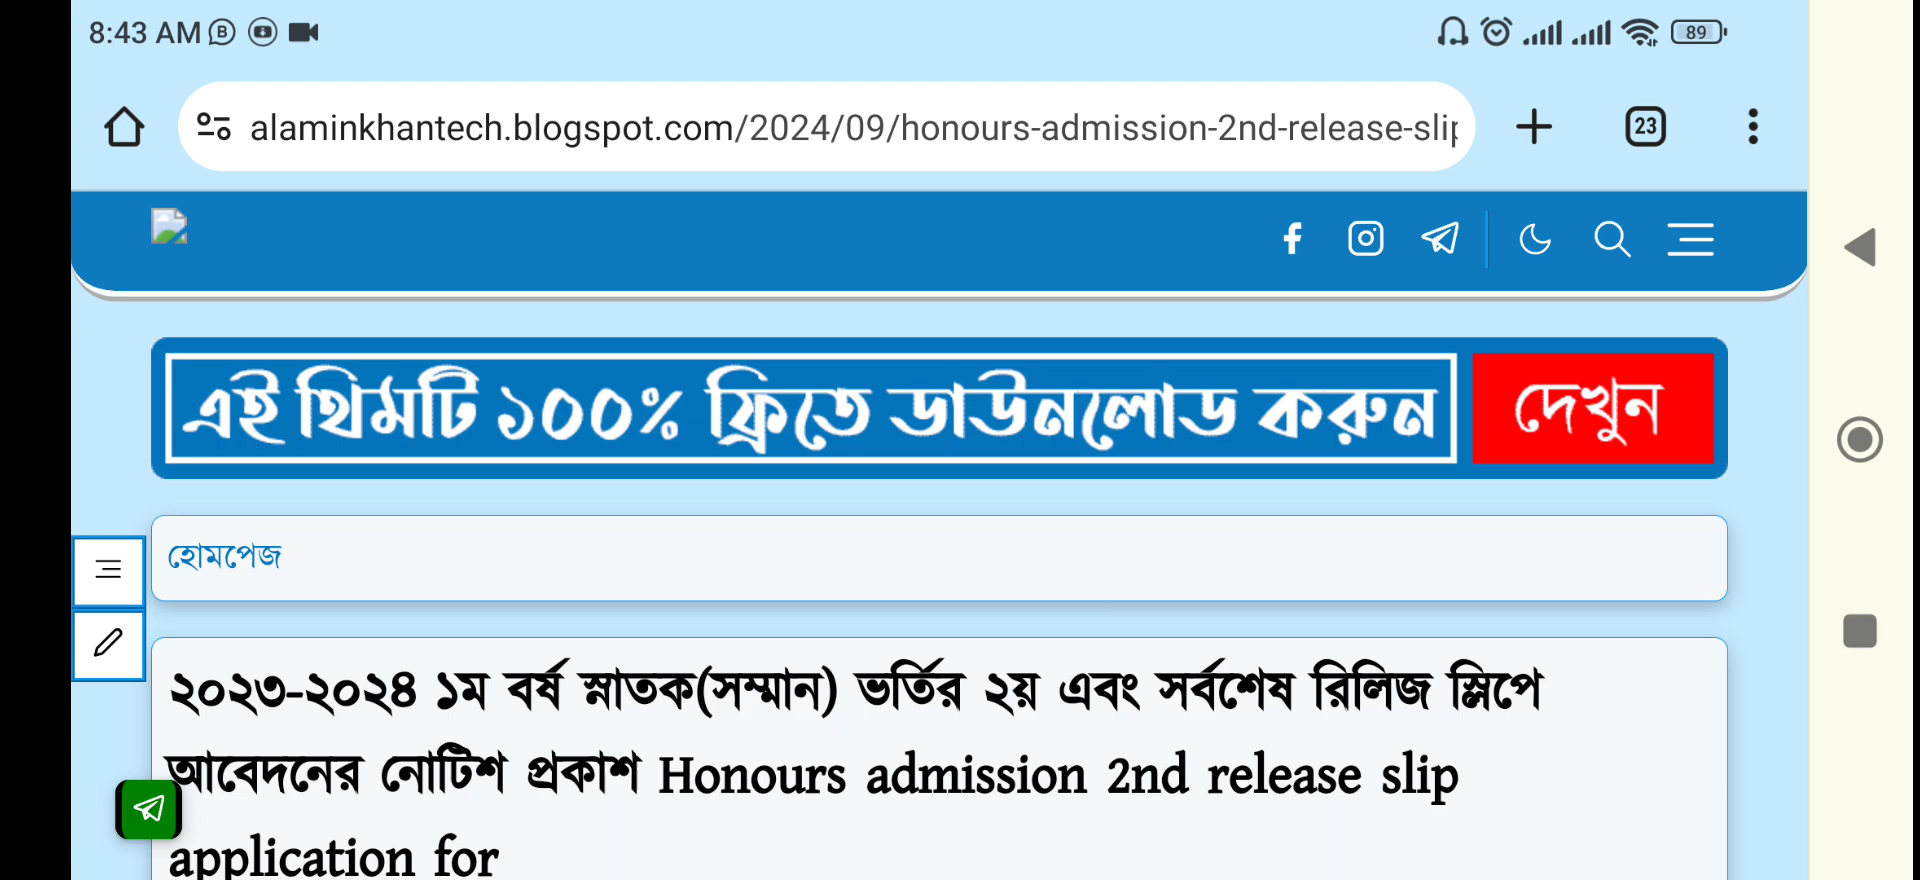 8:43 AM
89
alaminkhantech.blogspot.com/2024/09/honours-admission-2nd-release-slip
23
এই থিমটি ১০০% ফ্রিতে ডাউনলোড করুন
দেখুন
হোমপেজ
২০২৩-২০২৪ ১ম বর্ষ স্নাতক(সম্মান) ভর্তির ২য় এবং সর্বশেষ রিলিজ স্লিপে
আবেদনের নোটিশ প্রকাশ Honours admission 2nd release slip
application for